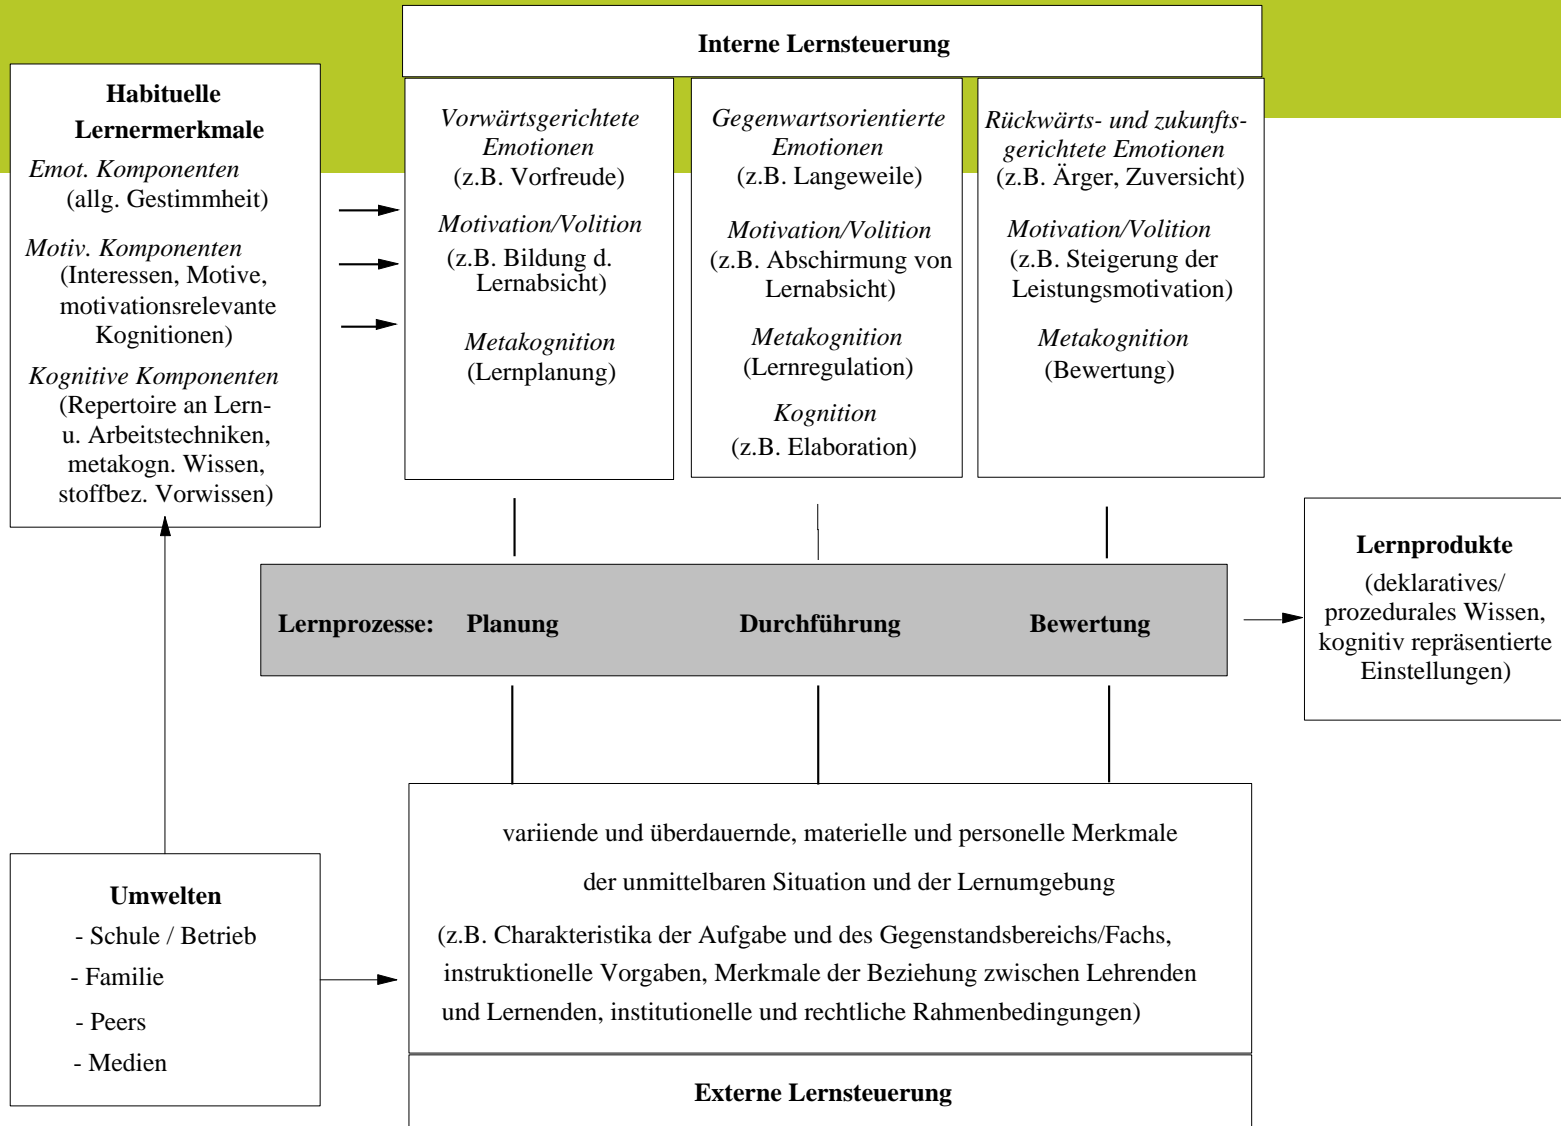 Interne Lernsteuerung
Habituelle
Lernermerkmale
Emot. Komponenten
(allg. Gestimmheit)
Motiv. Komponenten
(Interessen, Motive,
motivationsrelevante
Kognitionen)
Kognitive Komponenten
(Repertoire an Lern-
u. Arbeitstechniken,
metakogn. Wissen,
stoffbez. Vorwissen)
Vorwärtsgerichtete
Emotionen
(z.B. Vorfreude)
Motivation/Volition
(z.B. Bildung d.
Lernabsicht)
Metakognition
(Lernplanung)
Gegenwartsorientierte
Emotionen
(z.B. Langeweile)
Motivation/Volition
(z.B. Abschirmung von
Lernabsicht)
Metakognition
(Lernregulation)
Kognition
(z.B. Elaboration)
Rückwärts- und zukunfts-
gerichtete Emotionen
(z.B. Ärger, Zuversicht)
Motivation/Volition
(z.B. Steigerung der
Leistungsmotivation)
Metakognition
(Bewertung)
Lernprozesse: Planung Durchführung Bewertung
Lernprodukte
(deklaratives/
prozedurales Wissen,
kognitiv repräsentierte
Einstellungen)
Umwelten
- Schule / Betrieb
- Familie
- Peers
- Medien
variiende und überdauernde, materielle und personelle Merkmale
der unmittelbaren Situation und der Lernumgebung
(z.B. Charakteristika der Aufgabe und des Gegenstandsbereichs/Fachs,
instruktionelle Vorgaben, Merkmale der Beziehung zwischen Lehrenden
und Lernenden, institutionelle und rechtliche Rahmenbedingungen)
Externe Lernsteuerung